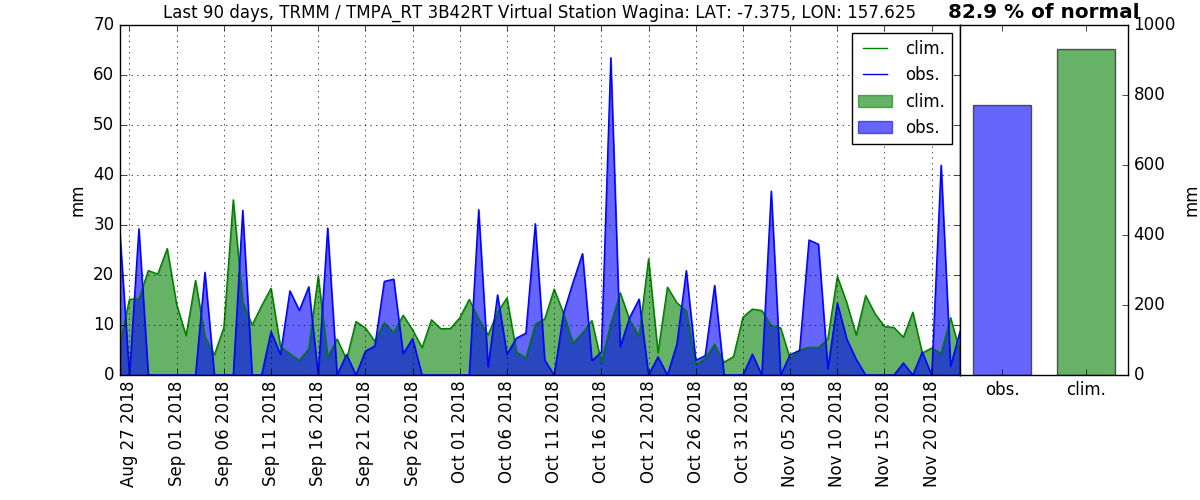 Last 90 days, TRMM / TMPA_RT 3B42RT Virtual Station Wagina: LAT: -7.375, LON: 157.625
82.9 % of normal
70
60
50
40
30
20
10
0
mm
clim.
obs.
clim.
obs.
Aug 27 2018
Sep 01 2018
Sep 06 2018
Sep 11 2018
Sep 16 2018
Sep 21 2018
Sep 26 2018
Oct 01 2018
Oct 06 2018
Oct 11 2018
Oct 16 2018
Oct 21 2018
Oct 26 2018
Oct 31 2018
Nov 05 2018
Nov 10 2018
Nov 15 2018
Nov 20 2018
1000
800
600
400
200
0
mm
obs.
clim.